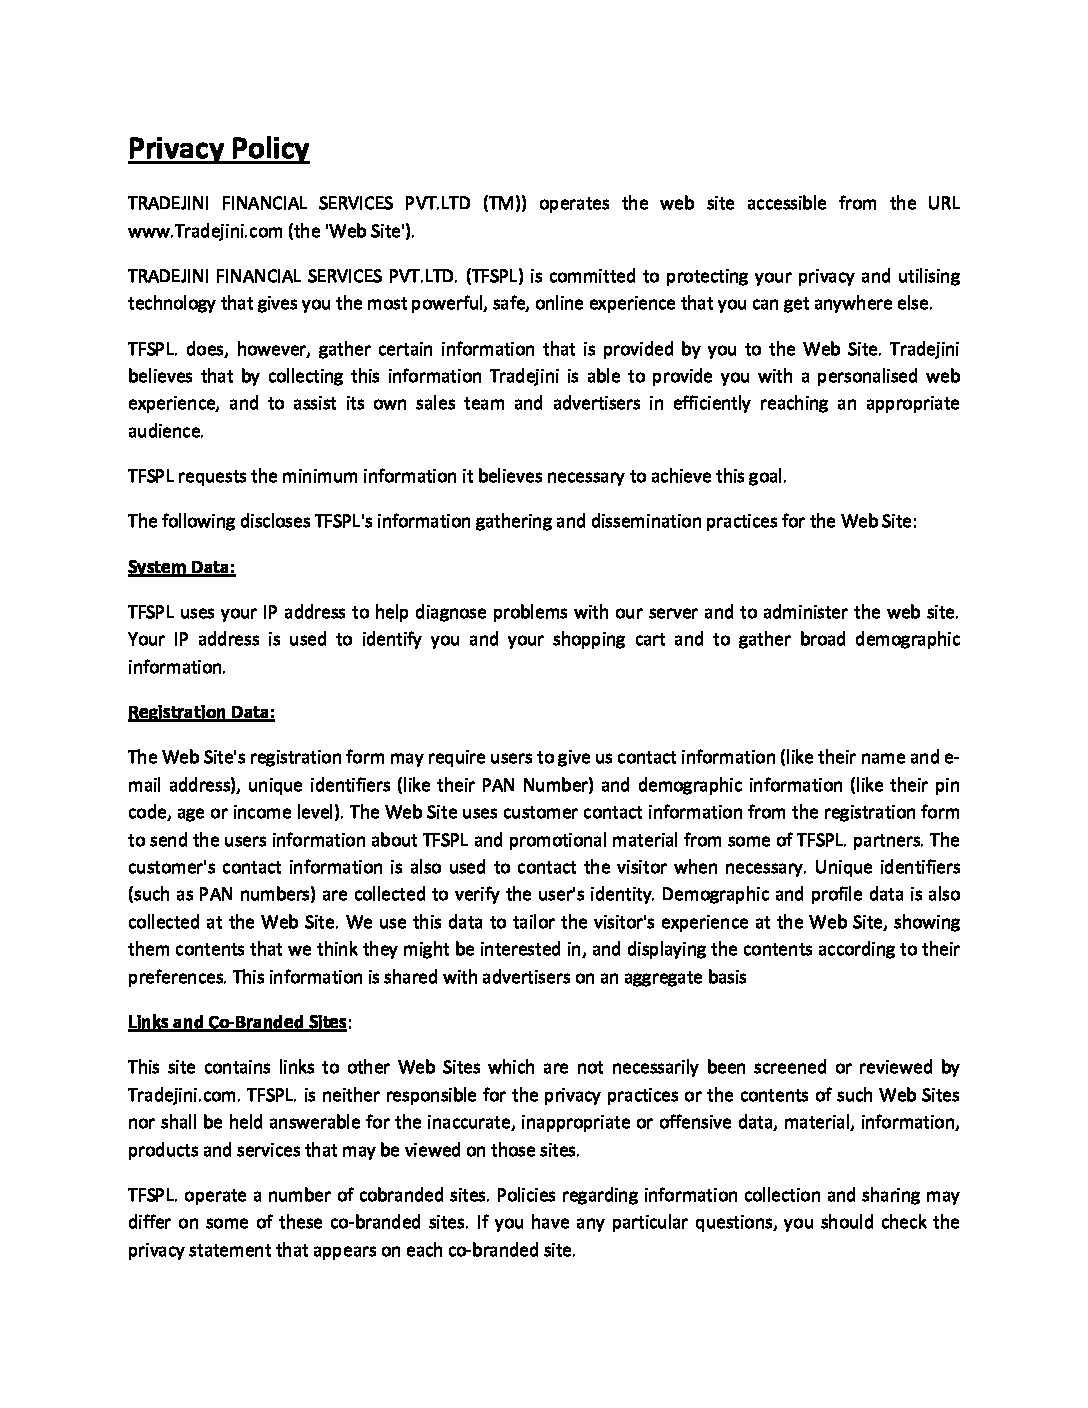 Privacy Policy
TRADEJINI FINANCIAL SERVICES PVT.LTD (TM)) operates the web site accessible from the URL
www.Tradejini.com (the 'Web Site').
TRADEJINI FINANCIAL SERVICES PVT.LTD. (TFSPL) is committed to protecting your privacy and utilising
technology that gives you the most powerful, safe, online experience that you can get anywhere else.
TFSPL. does, however, gather certain information that is provided by you to the Web Site. Tradejini
believes that by collecting this information Tradejini is able to provide you with a personalised web
experience, and to assist its own sales team and advertisers in efficiently reaching an appropriate
audience.
TFSPL requests the minimum information it believes necessary to achieve this goal.
The following discloses TFSPL's information gathering and dissemination practices for the Web Site:
System Data:
TFSPL uses your IP address to help diagnose problems with our server and to administer the web site.
Your IP address is used to identify you and your shopping cart and to gather broad demographic
information.
Registration Data:
The Web Site's registration form may require users to give us contact information (like their name and e-
mail address), unique identifiers (like their PAN Number) and demographic information (like their pin
code, age or income level). The Web Site uses customer contact information from the registration form
to send the users information about TFSPL and promotional material from some of TFSPL. partners. The
customer's contact information is also used to contact the visitor when necessary. Unique identifiers
(such as PAN numbers) are collected to verify the user's identity. Demographic and profile data is also
collected at the Web Site. We use this data to tailor the visitor's experience at the Web Site, showing
them contents that we think they might be interested in, and displaying the contents according to their
preferences. This information is shared with advertisers on an aggregate basis
Links and Co-Branded Sites:
This site contains links to other Web Sites which are not necessarily been screened or reviewed by
Tradejini.com. TFSPL. is neither responsible for the privacy practices or the contents of such Web Sites
nor shall be held answerable for the inaccurate, inappropriate or offensive data, material, information,
products and services that may be viewed on those sites.
TFSPL. operate a number of cobranded sites. Policies regarding information collection and sharing may
differ on some of these co-branded sites. If you have any particular questions, you should check the
privacy statement that appears on each co-branded site.